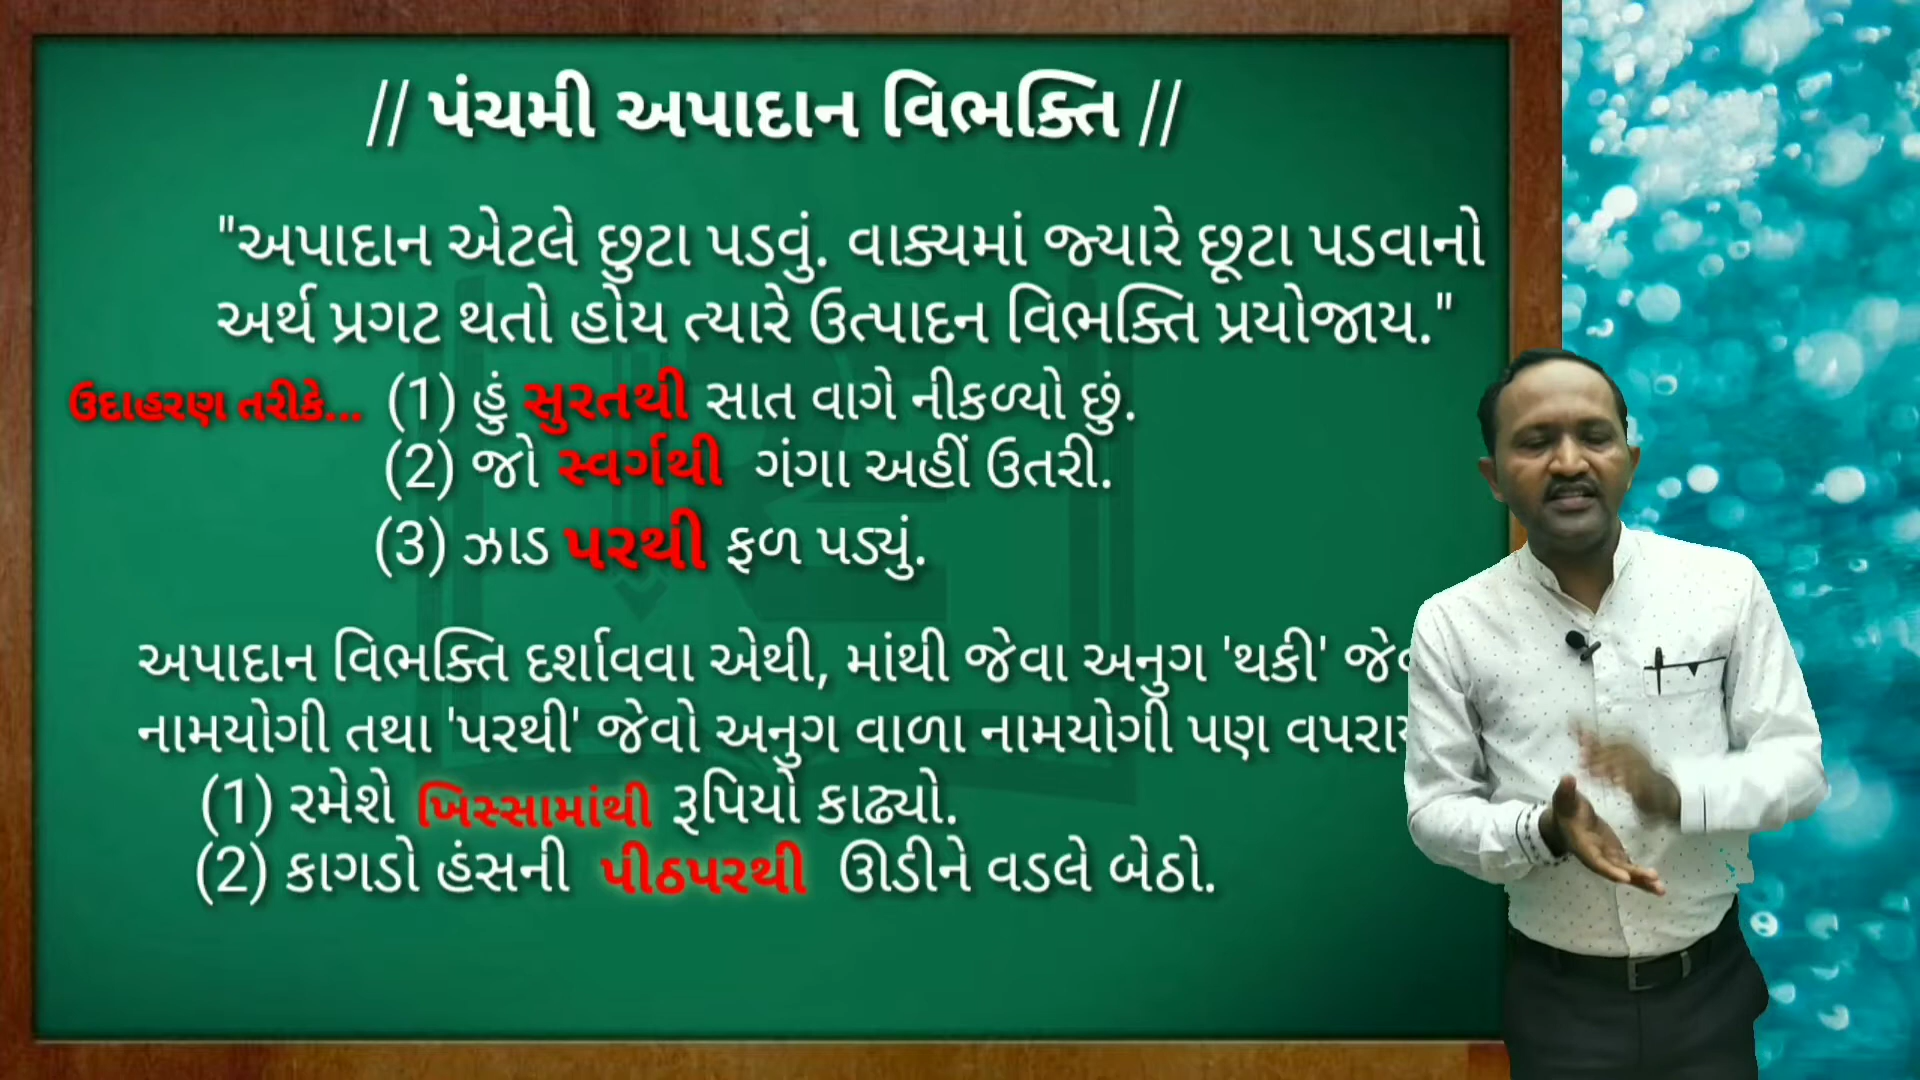 // પંચમી અપાદાન વિભક્તિ //
"અપાદાન એટલે છુટા પડવું. વાક્યમાં જ્યારે છૂટા પડવાનો
અર્થ પ્રગટ થતો હોય ત્યારે ઉત્પાદન વિભક્તિ પ્રયોજાય."
ઉદાહરણ તરીકે... (1) હું સુરતથી સાત વાગે નીકળ્યો છું.
(2) જો સ્વર્ગથી ગંગા અહીં ઉતરી.
(3) ઝાડ પરથી ફળ પડ્યું.
અપાદાન વિભક્તિ દર્શાવવા એથી, માંથી જેવા અનુગ 'થકી'
નામયોગી તથા 'પરથી' જેવો અનુગ વાળા નામયોગી પણ
(1) રમેશે ખિસ્સામાંથી રૂપિયો કાઢ્યો.
(2) કાગડો હંસની પીઠપરથી ઊડીને વડલે બેઠો.